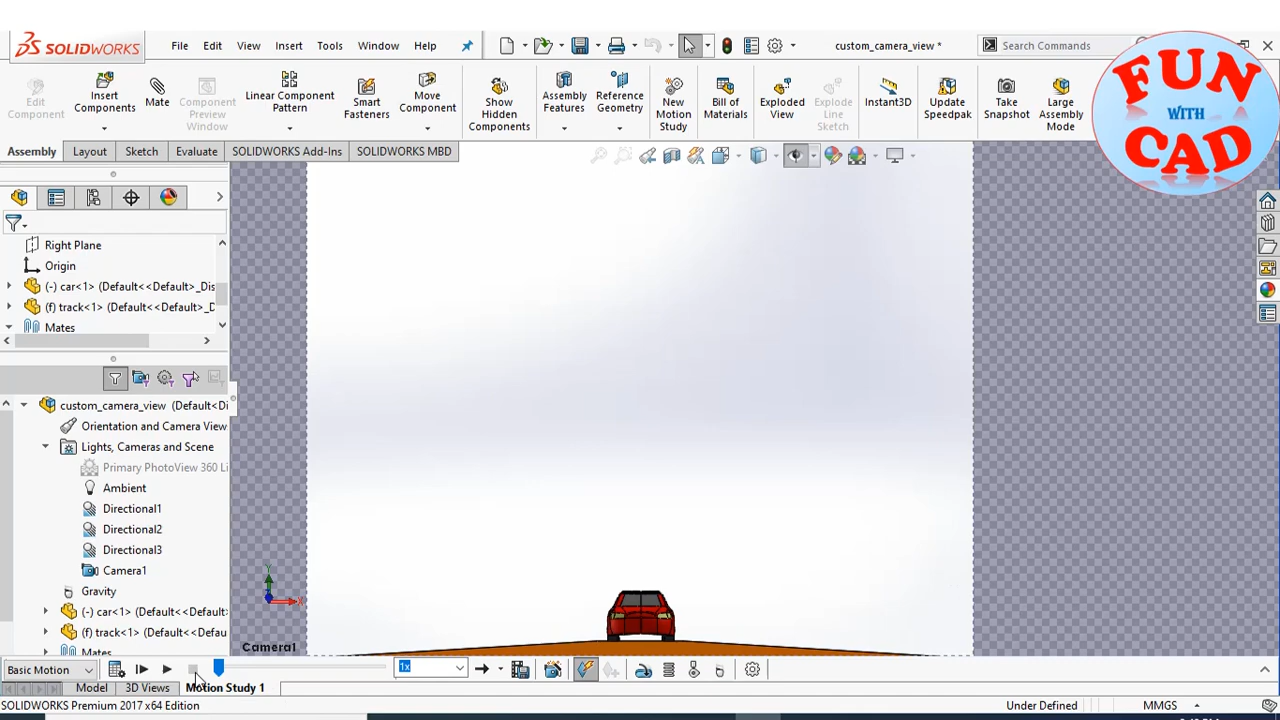 SOLIDWORKS File Edit View Insert Tools Window Help custom_camera_view * Search Commands
Edit Component
Insert Components
Mate
Component Preview Window
Linear Component Pattern
Smart Fasteners
Move Component
Show Hidden Components
Assembly Features
Reference Geometry
New Motion Study
Bill of Materials
Exploded View
Explode Line Sketch
Instant3D
Update Speedpak
Take Snapshot
Large Assembly Mode
FUN
WITH
CAD
Assembly Layout Sketch Evaluate SOLIDWORKS Add-Ins SOLIDWORKS MBD
Right Plane
Origin
(-) car<1> (Default<<Default>_Dis
(f) track<1> (Default<<Default>_D
Mates
custom_camera_view (Default<Di
Orientation and Camera View
Lights, Cameras and Scene
Primary PhotoView 360 Li
Ambient
Directional1
Directional2
Directional3
Camera1
Gravity
(-) car<1> (Default<<Default
(f) track<1> (Default<<Defau
Mates
Y
X
Camera1
Basic Motion 1x
Model 3D Views Motion Study 1
SOLIDWORKS Premium 2017 x64 Edition Under Defined MMGS